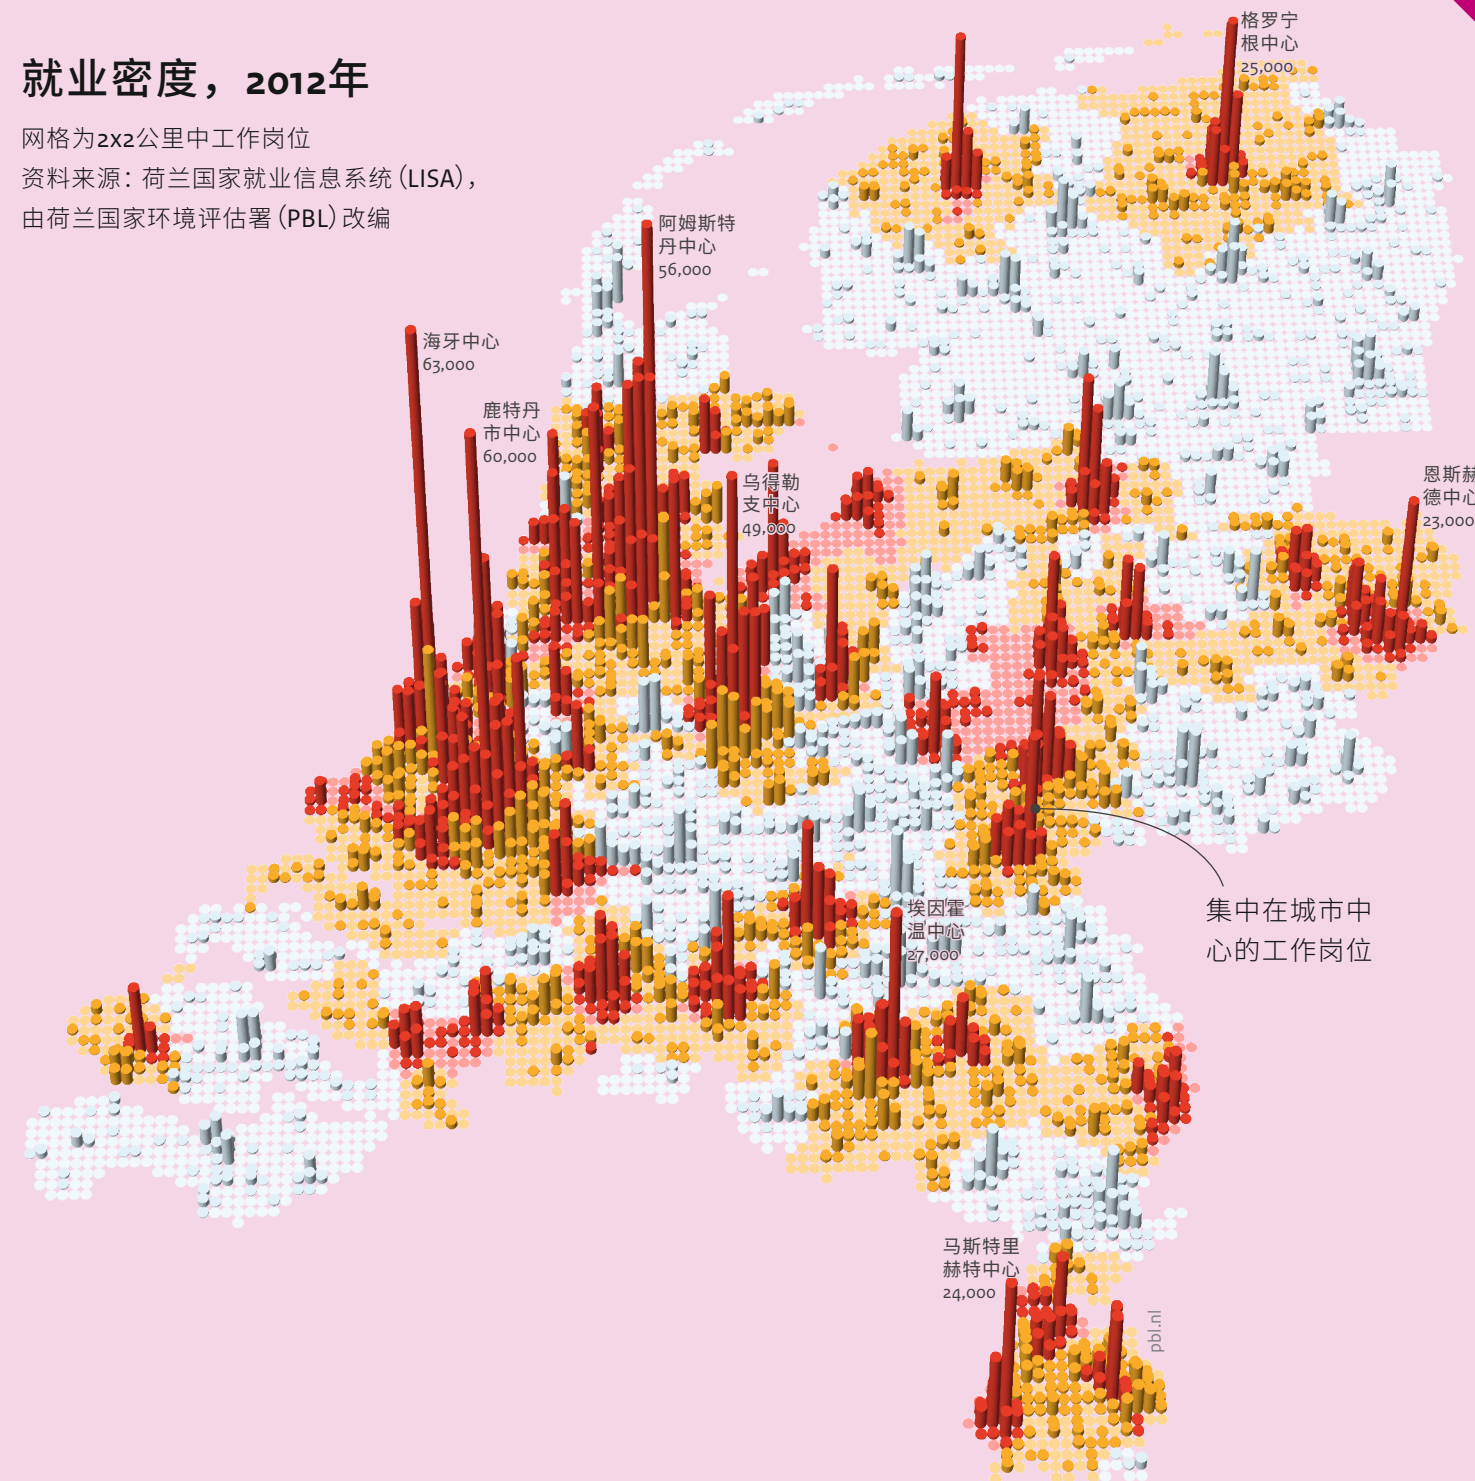 就业密度，2012年
网格为2x2公里中工作岗位
资料来源：荷兰国家就业信息系统（LISA），
由荷兰国家环境评估署（PBL）改编
格罗宁
根中心
25,000
阿姆斯特
丹中心
56,000
海牙中心
63,000
鹿特丹
市中心
60,000
乌得勒
支中心
49,000
恩斯赫
德中心
23,000
集中在城市中
心的工作岗位
埃因霍
温中心
27,000
马斯特里
赫特中心
24,000
pbl.nl